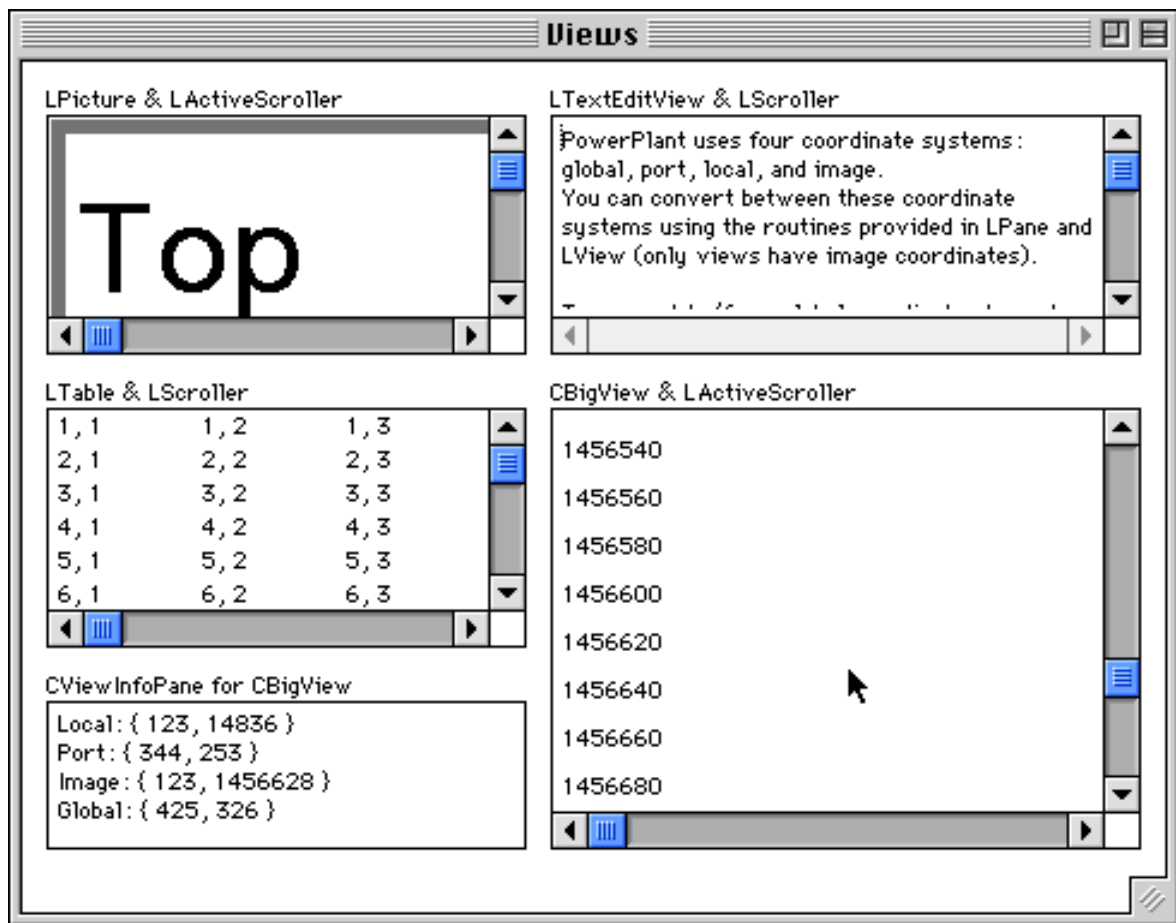 Views
LPicture & LActiveScroller
Top
LTextEditView & LScroller
PowerPlant uses four coordinate systems:
global, port, local, and image.
You can convert between these coordinate
systems using the routines provided in LPane and
LView (only views have image coordinates).
LTable & LScroller
1,1 1,2 1,3
2,1 2,2 2,3
3,1 3,2 3,3
4,1 4,2 4,3
5,1 5,2 5,3
6,1 6,2 6,3
CBigView & LActiveScroller
1456540
1456560
1456580
1456600
1456620
1456640
1456660
1456680
CViewInfoPane for CBigView
Local: { 123, 14836 }
Port: { 344, 253 }
Image: { 123, 1456628 }
Global: { 425, 326 }